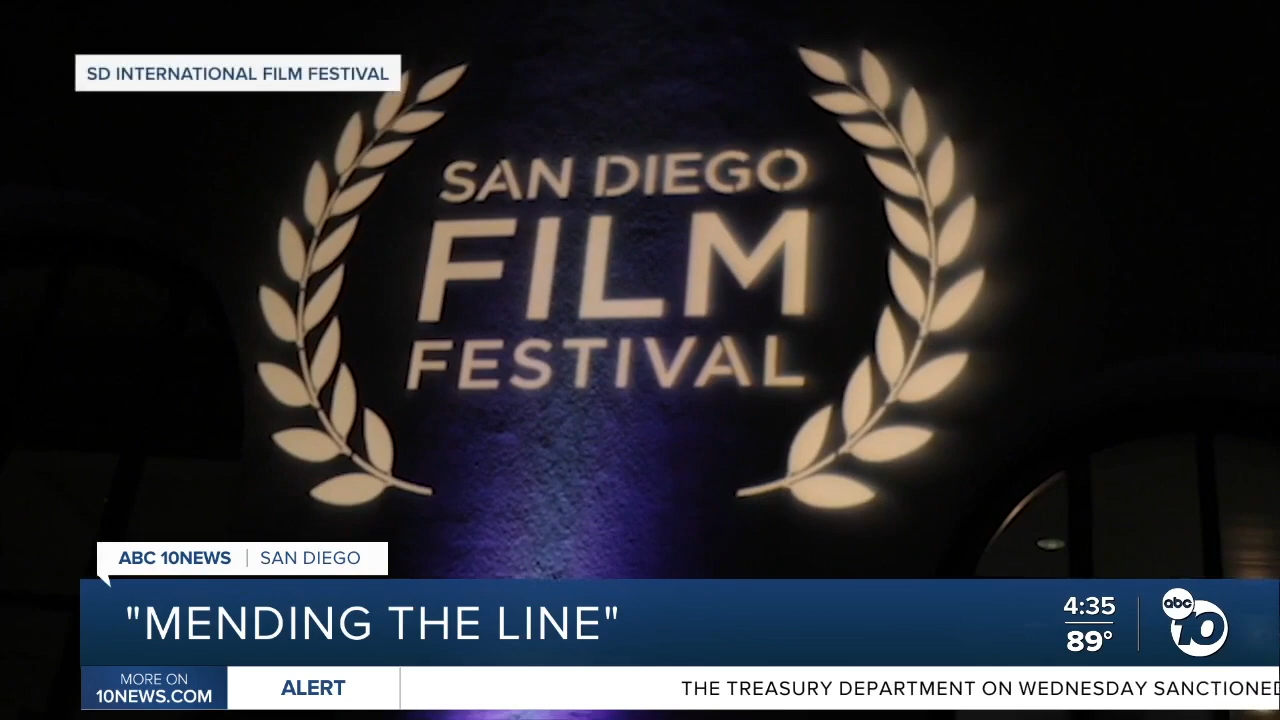 SD INTERNATIONAL FILM FESTIVAL
SAN DIEGO
FILM
FESTIVAL
ABC 10NEWS | SAN DIEGO
"MENDING THE LINE"
4:35
89°
abc
10
MORE ON
10NEWS.COM
ALERT
THE TREASURY DEPARTMENT ON WEDNESDAY SANCTIONED